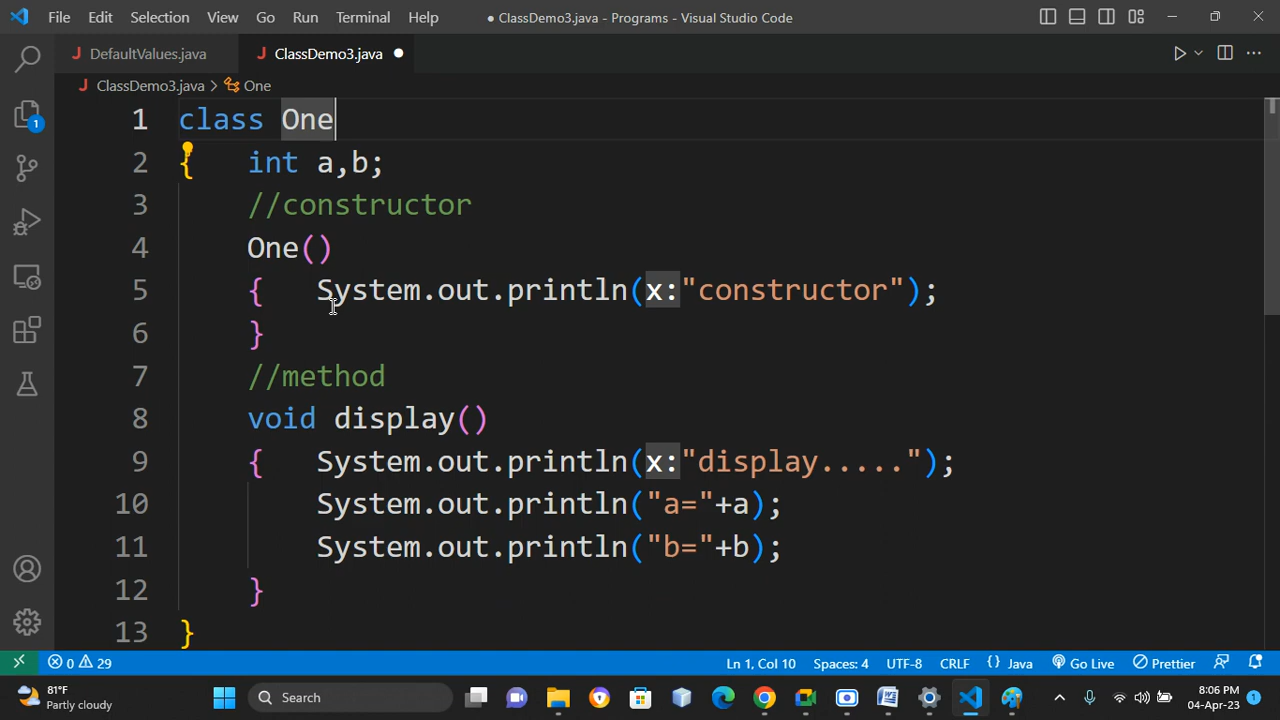 File Edit Selection View Go Run Terminal Help ● ClassDemo3.java - Programs - Visual Studio Code
J DefaultValues.java J ClassDemo3.java ●
J ClassDemo3.java > One
1 class One
2 { int a,b;
3 //constructor
4 One()
5 { System.out.println(x:"constructor");
6 }
7 //method
8 void display()
9 { System.out.println(x:"display.....");
10 System.out.println("a="+a);
11 System.out.println("b="+b);
12 }
13 }
1
0 29 Ln 1, Col 10 Spaces: 4 UTF-8 CRLF {} Java Go Live Prettier
81°F
Partly cloudy
Search
8:06 PM
04-Apr-23
1